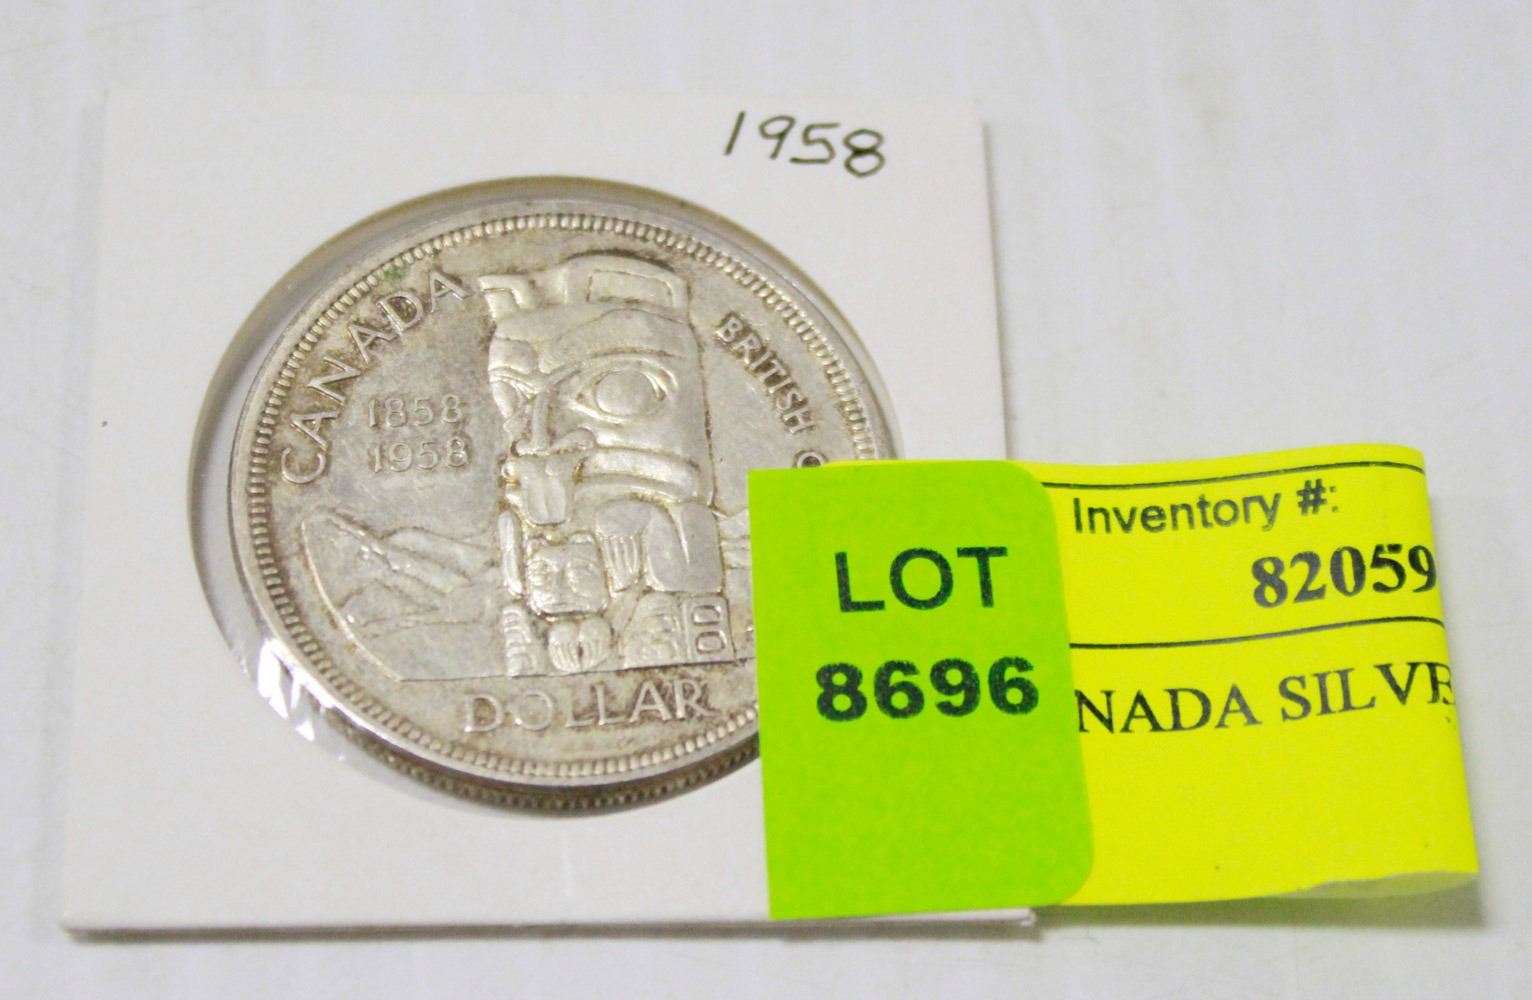 1958
CANADA
1858
1958
BRITISH
DOLLAR
LOT
8696
Inventory #:
82059
NADA SILVE